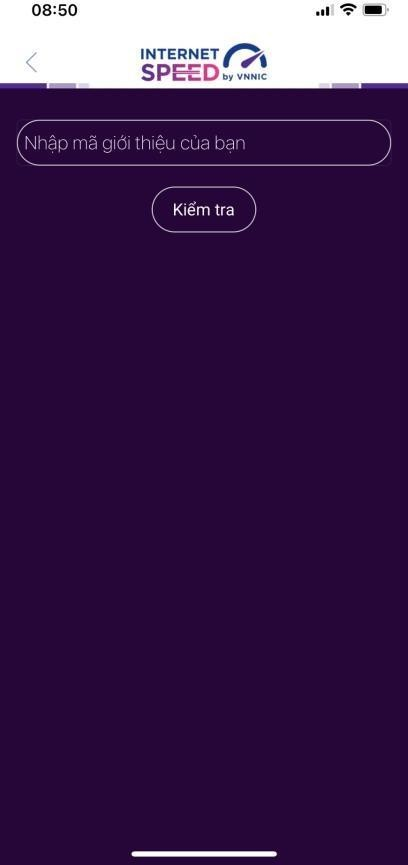 08:50
INTERNET
SPEED by VNNIC
Nhập mã giới thiệu của bạn
Kiểm tra